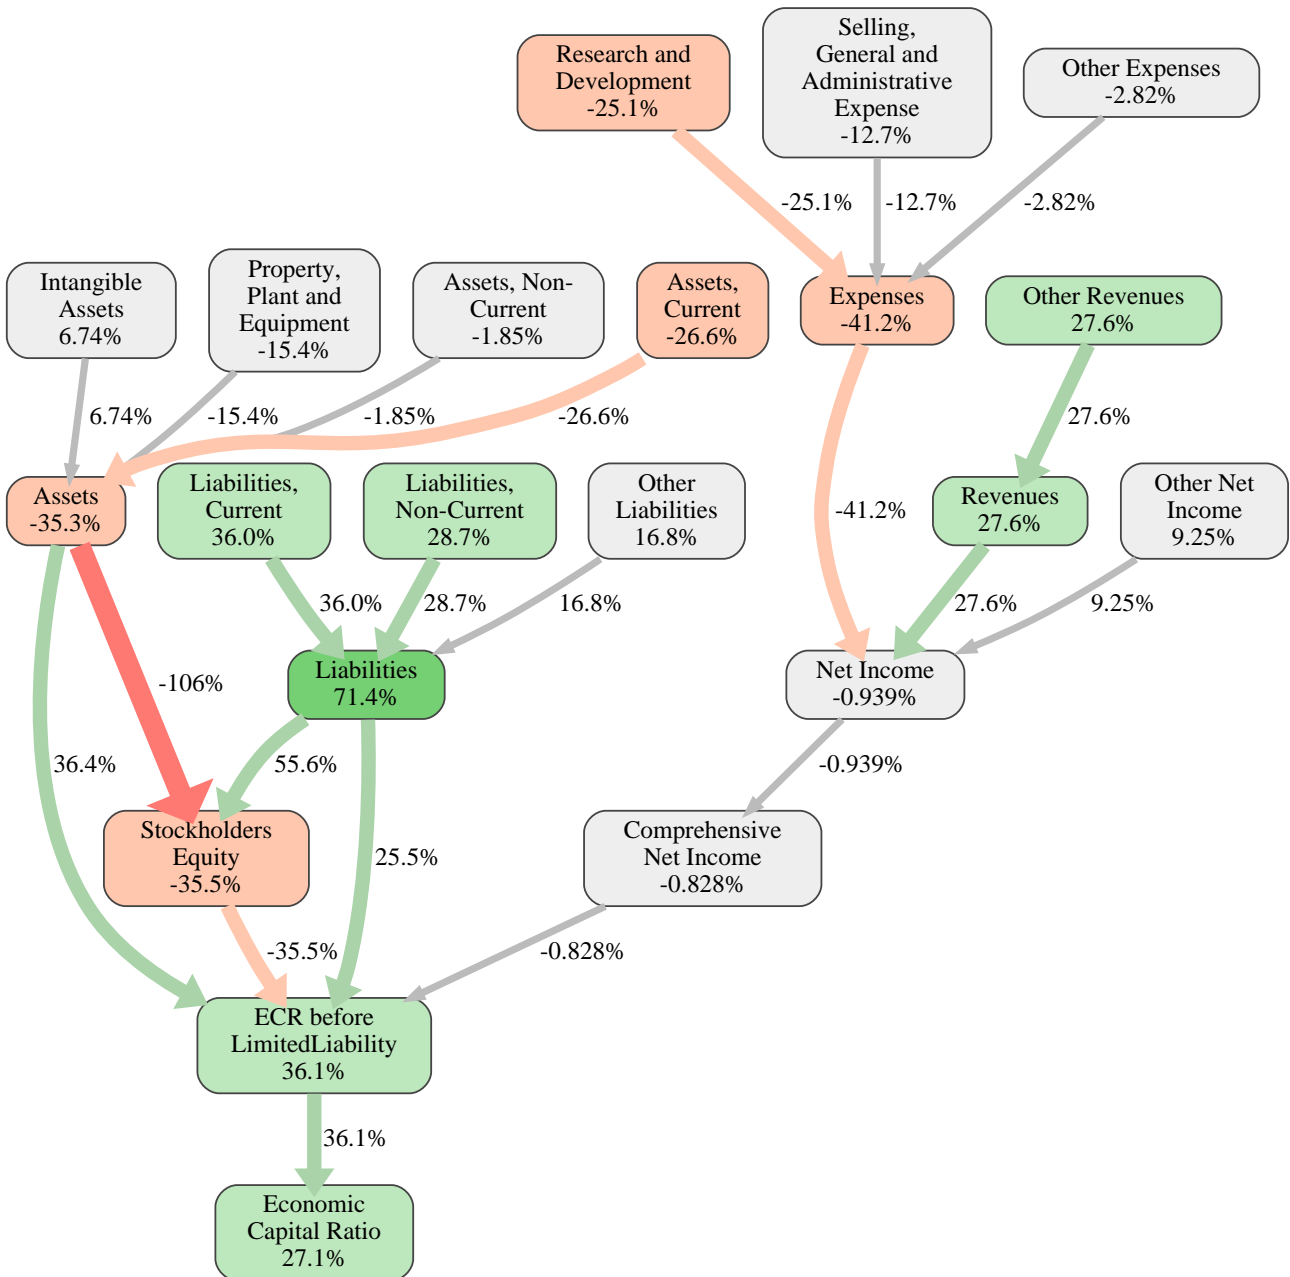 Research and
Development
-25.1%
Selling,
General and
Administrative
Expense
-12.7%
Other Expenses
-2.82%
-25.1%
-12.7%
-2.82%
Intangible
Assets
6.74%
Property,
Plant and
Equipment
-15.4%
Assets, Non-
Current
-1.85%
Assets,
Current
-26.6%
Expenses
-41.2%
Other Revenues
27.6%
6.74%
-15.4%
-1.85%
-26.6%
27.6%
Assets
-35.3%
Liabilities,
Current
36.0%
Liabilities,
Non-Current
28.7%
Other
Liabilities
16.8%
-41.2%
Revenues
27.6%
Other Net
Income
9.25%
36.0%
28.7%
16.8%
27.6%
9.25%
-106%
Liabilities
71.4%
Net Income
-0.939%
36.4%
55.6%
-0.939%
Stockholders
Equity
-35.5%
25.5%
Comprehensive
Net Income
-0.828%
-35.5%
-0.828%
ECR before
LimitedLiability
36.1%
36.1%
Economic
Capital Ratio
27.1%